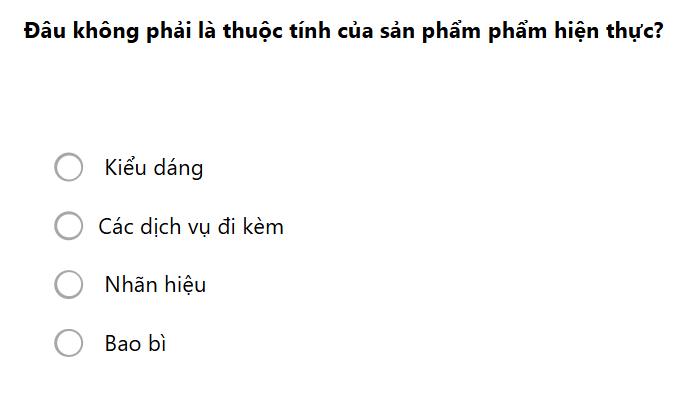 Đâu không phải là thuộc tính của sản phẩm phẩm hiện thực?
Kiểu dáng
Các dịch vụ đi kèm
Nhãn hiệu
Bao bì